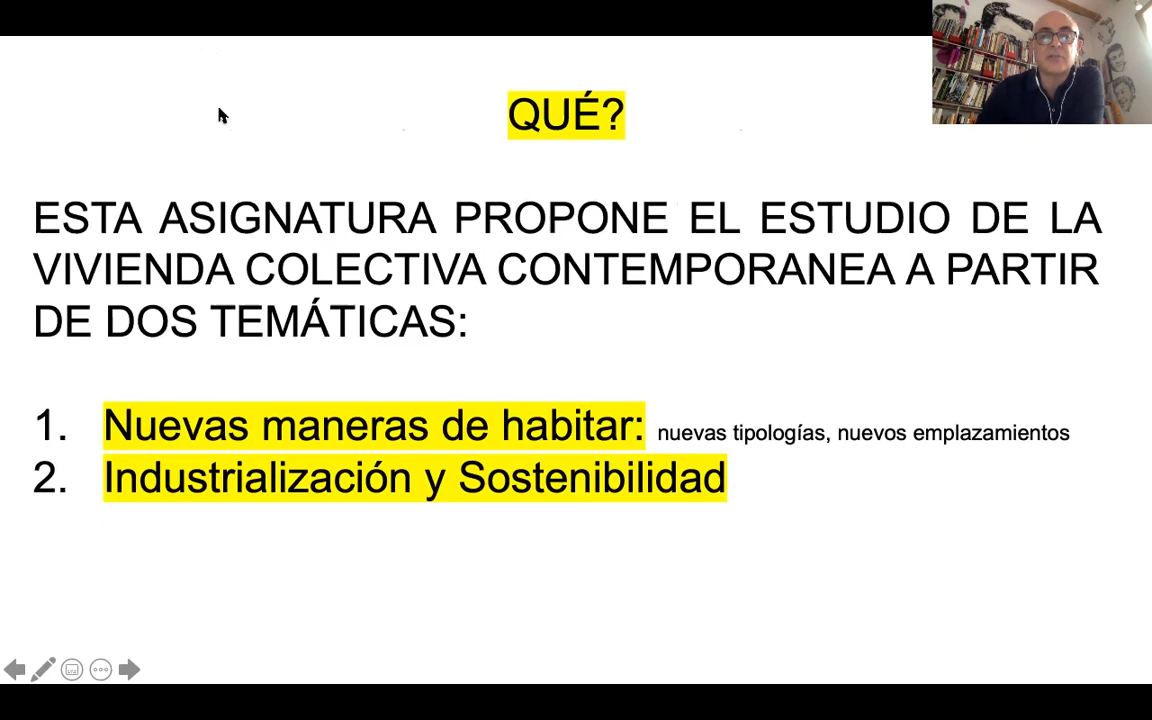 QUÉ?
ESTA ASIGNATURA PROPONE EL ESTUDIO DE LA
VIVIENDA COLECTIVA CONTEMPORANEA A PARTIR
DE DOS TEMÁTICAS:
1. Nuevas maneras de habitar: nuevas tipologías, nuevos emplazamientos
2. Industrialización y Sostenibilidad